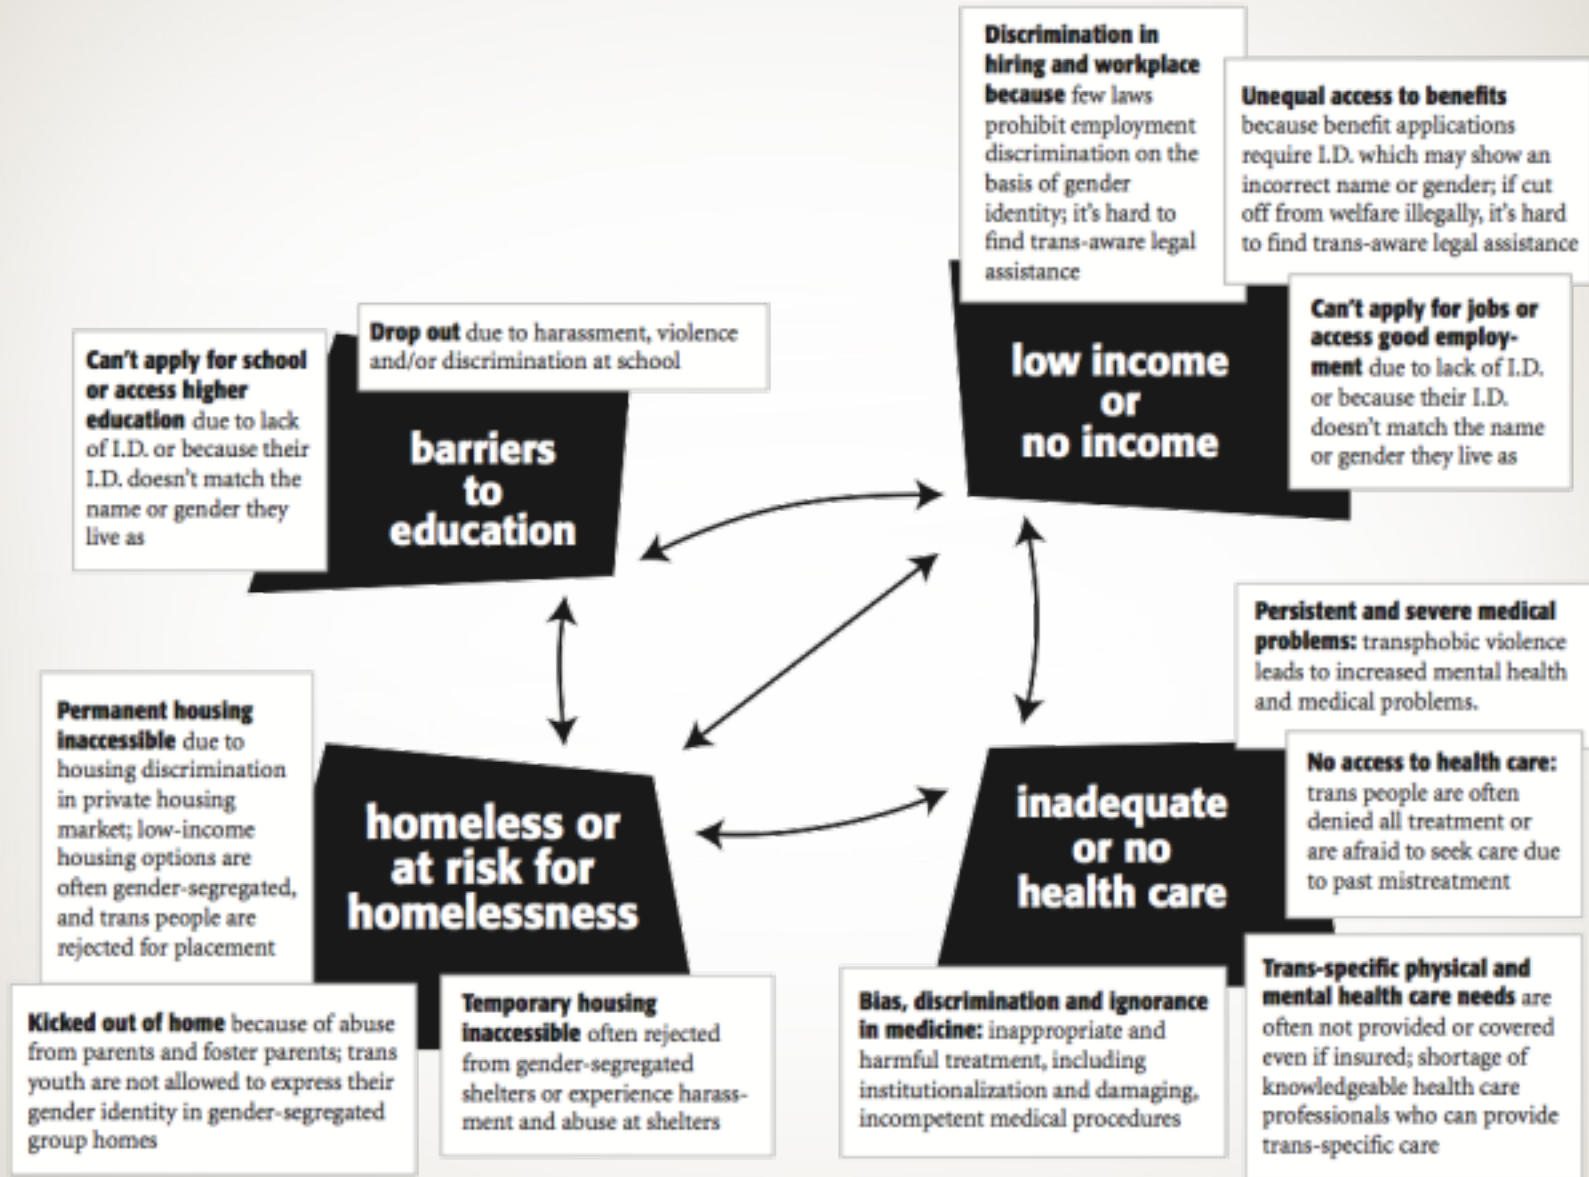 Discrimination in
hiring and workplace
because few laws
prohibit employment
discrimination on the
basis of gender
identity; it's hard to
find trans-aware legal
assistance
Unequal access to benefits
because benefit applications
require I.D. which may show an
incorrect name or gender; if cut
off from welfare illegally, it's hard
to find trans-aware legal assistance
Can't apply for jobs or
access good employ-
ment due to lack of I.D.
or because their I.D.
doesn't match the name
or gender they live as
low income
or
no income
Drop out due to harassment, violence
and/or discrimination at school
Can't apply for school
or access higher
education due to lack
of I.D. or because their
I.D. doesn't match the
name or gender they
live as
barriers
to
education
Permanent housing
inaccessible due to
housing discrimination
in private housing
market; low-income
housing options are
often gender-segregated,
and trans people are
rejected for placement
homeless or
at risk for
homelessness
Kicked out of home because of abuse
from parents and foster parents; trans
youth are not allowed to express their
gender identity in gender-segregated
group homes
Temporary housing
inaccessible often rejected
from gender-segregated
shelters or experience harass-
ment and abuse at shelters
Persistent and severe medical
problems: transphobic violence
leads to increased mental health
and medical problems.
No access to health care:
trans people are often
denied all treatment or
are afraid to seek care due
to past mistreatment
inadequate
or no
health care
Bias, discrimination and ignorance
in medicine: inappropriate and
harmful treatment, including
institutionalization and damaging,
incompetent medical procedures
Trans-specific physical and
mental health care needs are
often not provided or covered
even if insured; shortage of
knowledgeable health care
professionals who can provide
trans-specific care